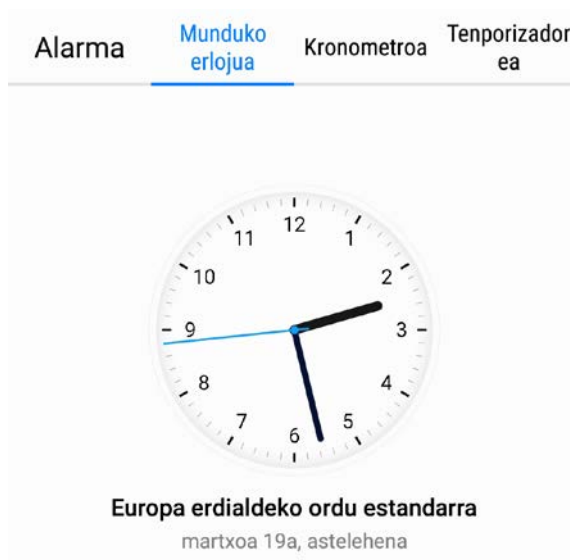 Alarma
Munduko
erlojua
Kronometroa
Tenporizador
ea
12
1
2
3
4
5
6
7
8
9
10
11
Europa erdialdeko ordu estandarra
martxoa 19a, astelehena